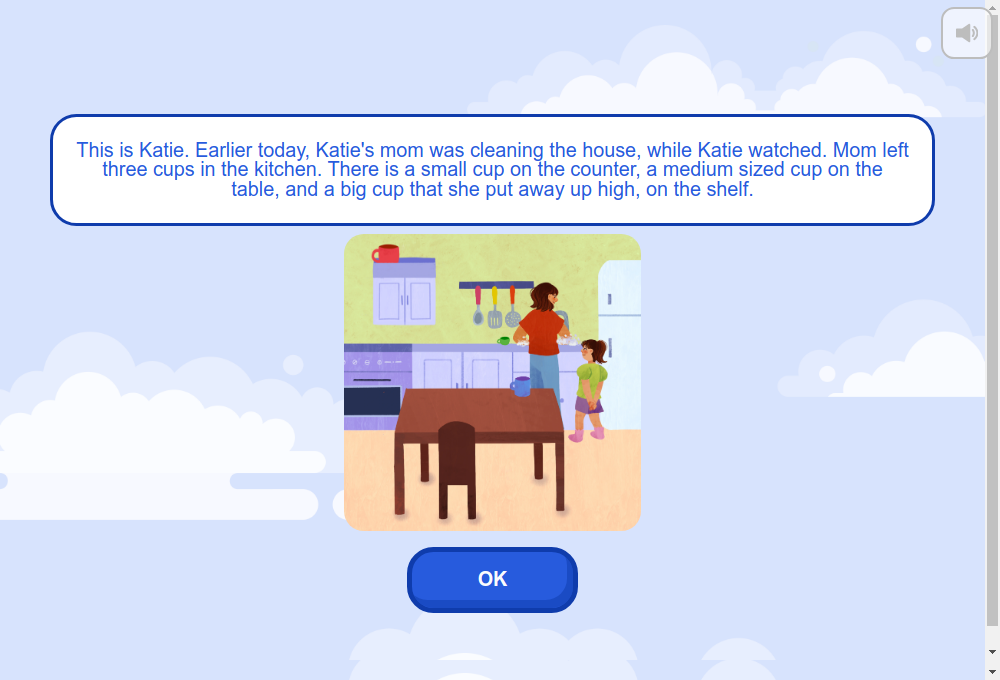 This is Katie. Earlier today, Katie's mom was cleaning the house, while Katie watched. Mom left
three cups in the kitchen. There is a small cup on the counter, a medium sized cup on the
table, and a big cup that she put away up high, on the shelf.
OK